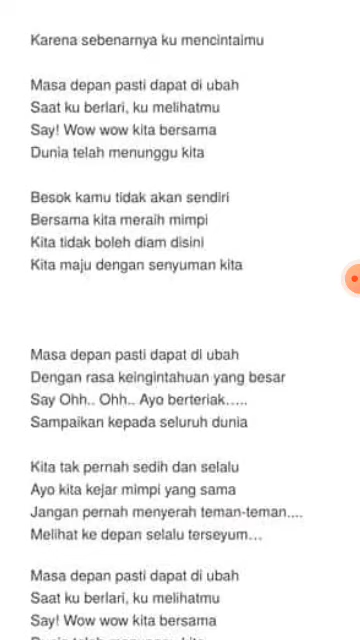 Karena sebenarnya ku mencintaimu
Masa depan pasti dapat di ubah
Saat ku berlari, ku melihatmu
Say! Wow wow kita bersama
Dunia telah menunggu kita
Besok kamu tidak akan sendiri
Bersama kita meraih mimpi
Kita tidak boleh diam disini
Kita maju dengan senyuman kita
Masa depan pasti dapat di ubah
Dengan rasa keingintahuan yang besar
Say Ohh.. Ohh.. Ayo berteriak.....
Sampaikan kepada seluruh dunia
Kita tak pernah sedih dan selalu
Ayo kita kejar mimpi yang sama
Jangan pernah menyerah teman-teman....
Melihat ke depan selalu terseyum...
Masa depan pasti dapat di ubah
Saat ku berlari, ku melihatmu
Say! Wow wow kita bersama